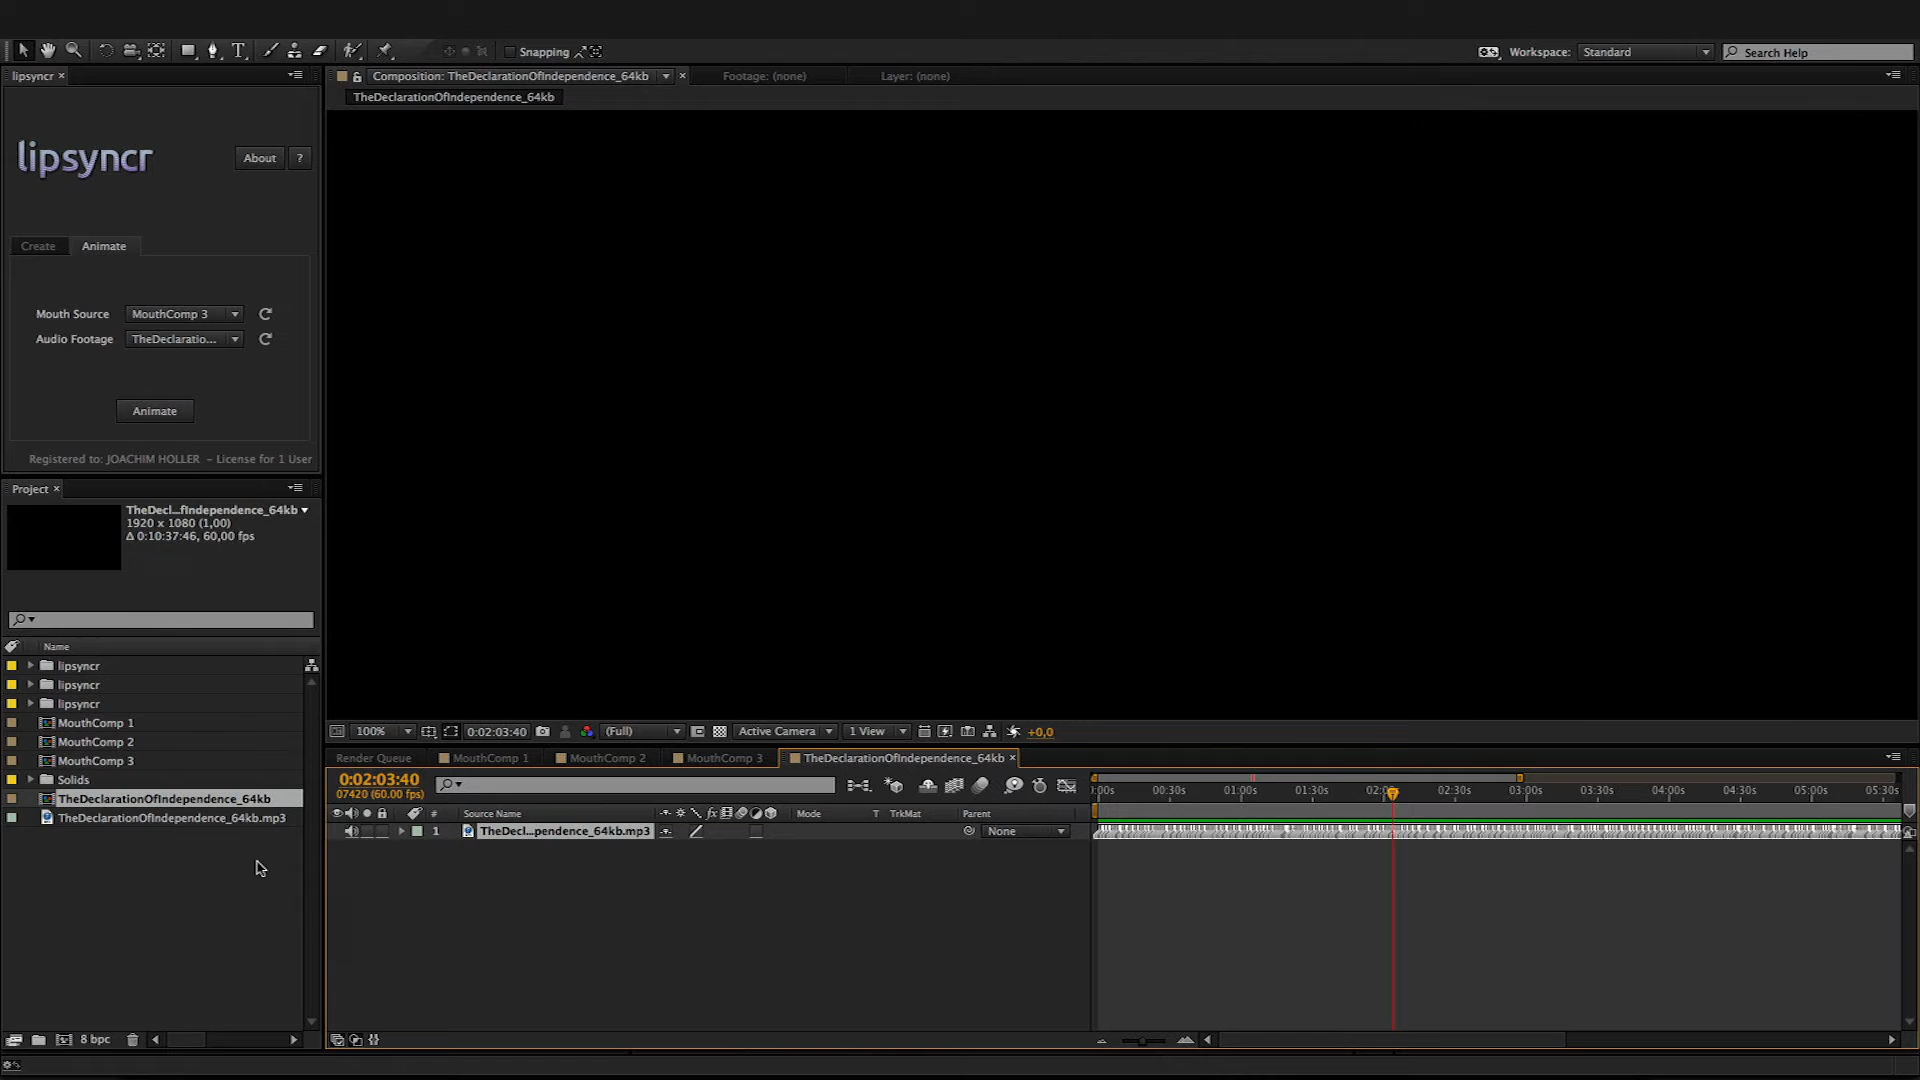 Snapping
Workspace: Standard
Search Help
lipsyncr
Composition: TheDeclarationOfIndependence_64kb
Footage: (none)
Layer: (none)
TheDeclarationOfIndependence_64kb
lipsyncr
About
?
Create
Animate
Mouth Source
MouthComp 3
Audio Footage
TheDeclaratio...
Animate
Registered to: JOACHIM HOLLER - License for 1 User
Project
TheDecl...fIndependence_64kb
1920 x 1080 (1,00)
Δ 0:10:37:46, 60,00 fps
Name
lipsyncr
lipsyncr
lipsyncr
MouthComp 1
MouthComp 2
MouthComp 3
Solids
TheDeclarationOfIndependence_64kb
TheDeclarationOfIndependence_64kb.mp3
8 bpc
100%
0:02:03:40
(Full)
Active Camera
1 View
+0,0
Render Queue
MouthComp 1
MouthComp 2
MouthComp 3
TheDeclarationOfIndependence_64kb
0:02:03:40
07420 (60.00 fps)
# Source Name
Mode
T TrkMat
Parent
1 TheDecl...pendence_64kb.mp3
None
):00s 00:30s 01:00s 01:30s 02:0 02:30s 03:00s 03:30s 04:00s 04:30s 05:00s 05:30s